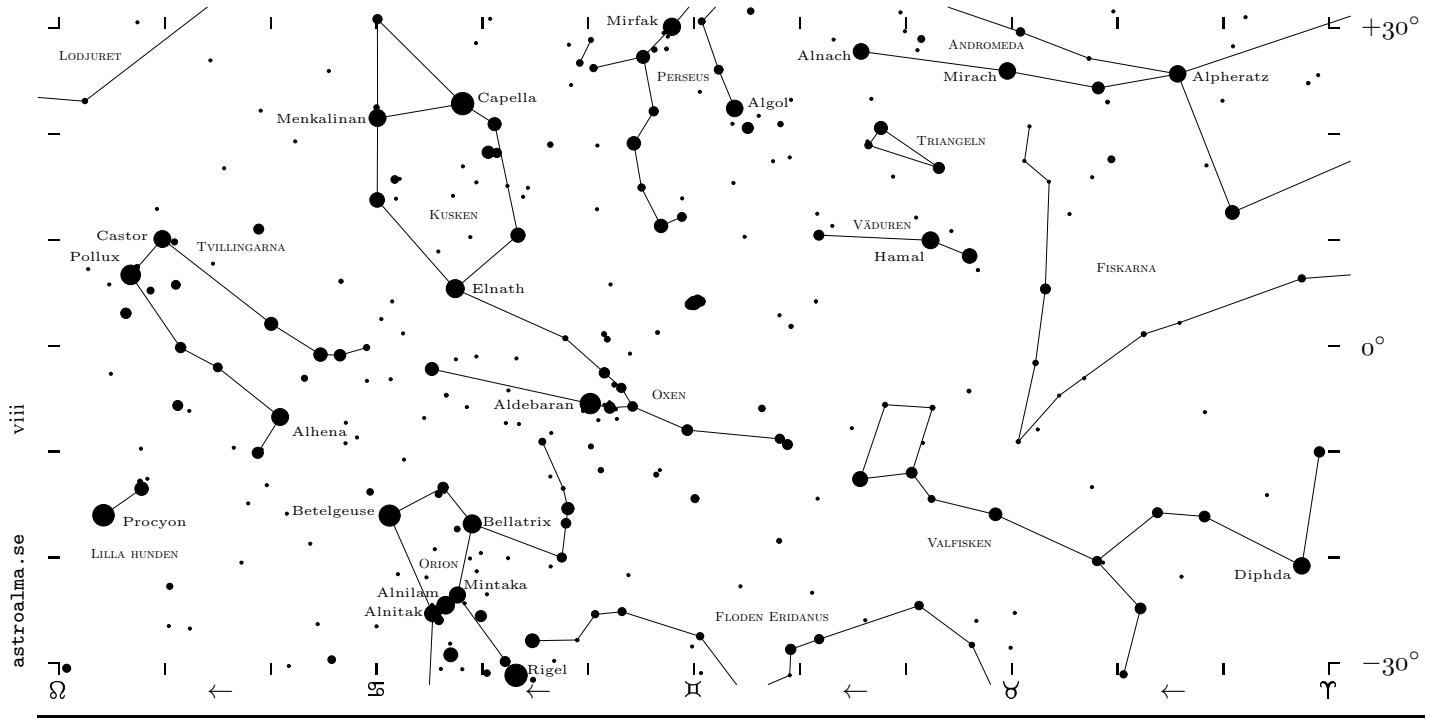 Mirfak
+30°
Lodjuret
Perseus
Alnach
Andromeda
Mirach
Alpheratz
Capella
Algol
Menkalinan
Triangeln
Kusken
Väduren
Castor
Tvillingarna
Pollux
Hamal
Fiskarna
Elnath
0°
Oxen
Aldebaran
viii
Alhena
Betelgeuse
Bellatrix
Procyon
Lilla hunden
Valfisken
Orion
Diphda
Mintaka
Alnilam
Alnitak
Floden Eridanus
astroalma.se
Rigel
−30°
♌ ← ♋ ← ♊ ← ♉ ← ♈